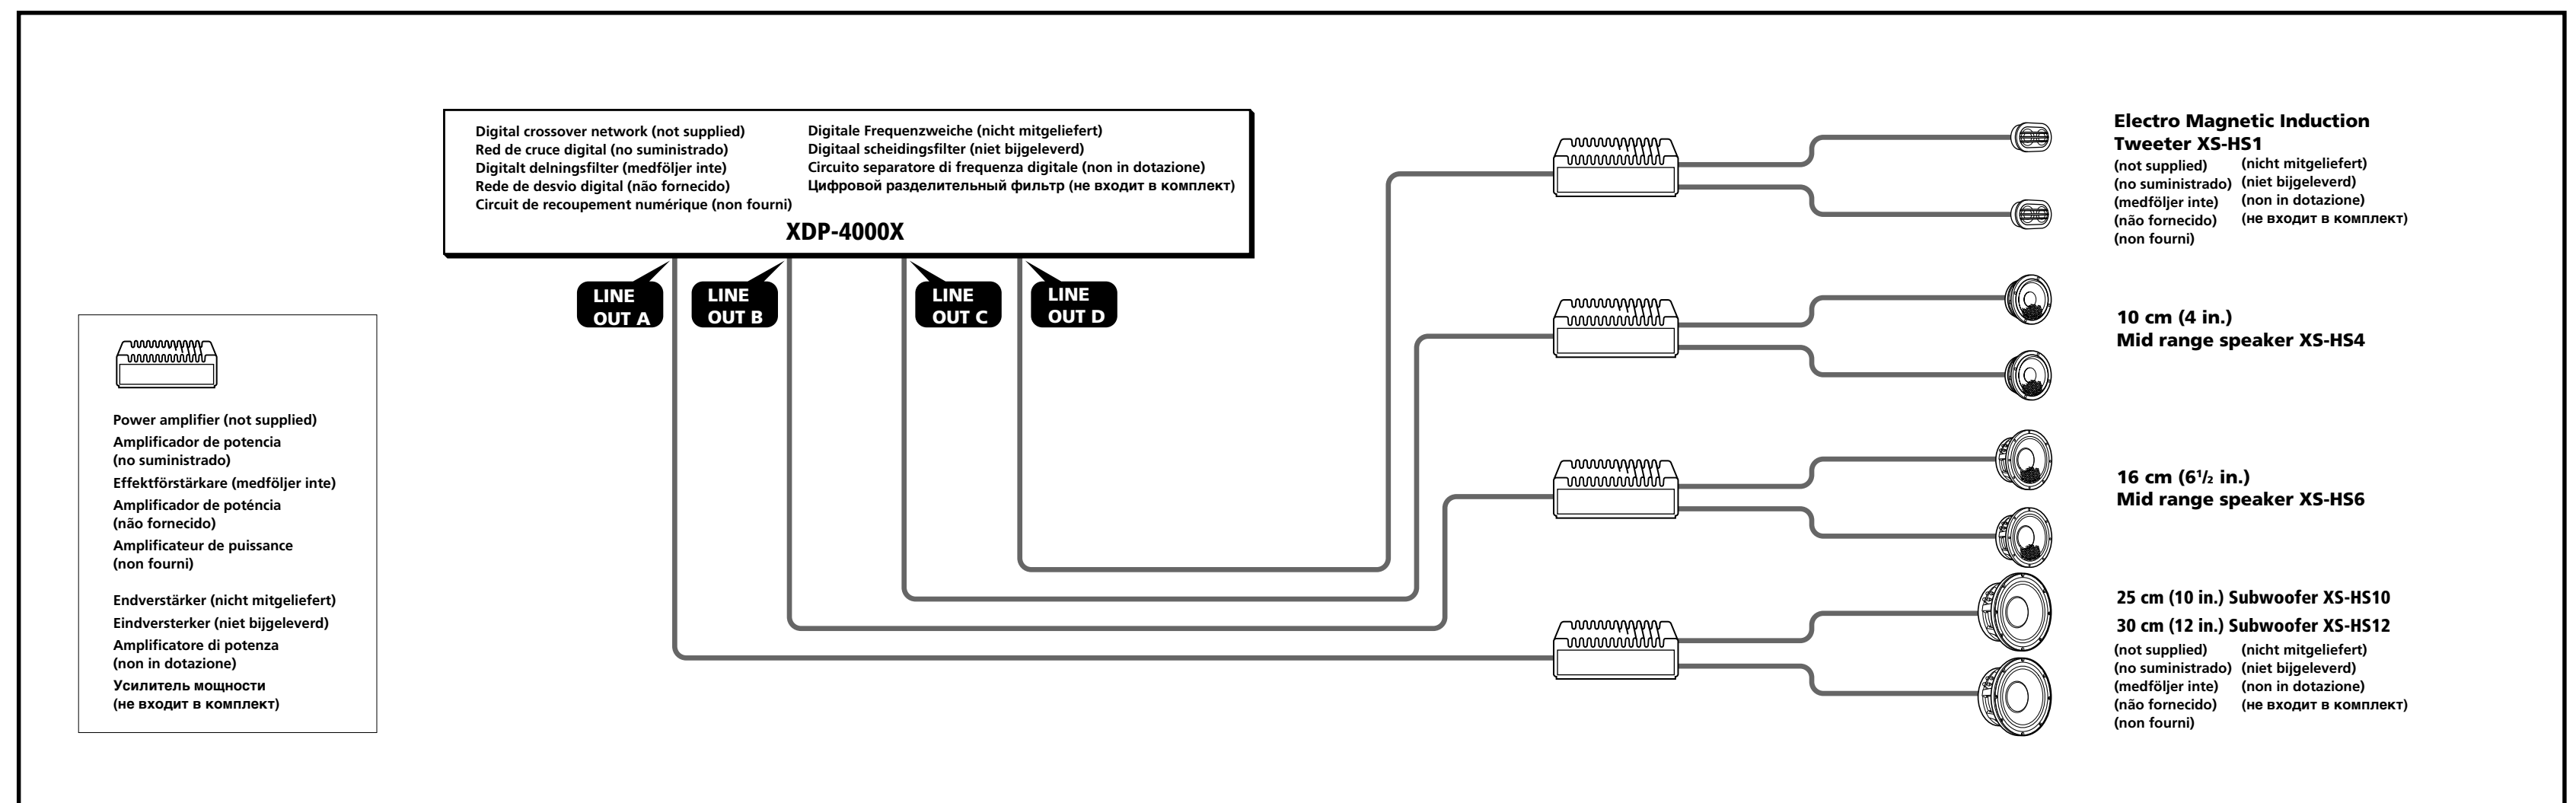 Digital crossover network (not supplied)
Red de cruce digital (no suministrado)
Digitalt delningsfilter (medföljer inte)
Rede de desvio digital (não fornecido)
Circuit de recoupement numérique (non fourni)
Digitale Frequenzweiche (nicht mitgeliefert)
Digitaal scheidingsfilter (niet bijgeleverd)
Circuito separatore di frequenza digitale (non in dotazione)
Цифровой разделительный фильтр (не входит в комплект)
XDP-4000X
LINE
OUT A
LINE
OUT B
LINE
OUT C
LINE
OUT D
Power amplifier (not supplied)
Amplificador de potencia
(no suministrado)
Effektförstärkare (medföljer inte)
Amplificador de poténcia
(não fornecido)
Amplificateur de puissance
(non fourni)
Endverstärker (nicht mitgeliefert)
Eindversterker (niet bijgeleverd)
Amplificatore di potenza
(non in dotazione)
Усилитель мощности
(не входит в комплект)
Electro Magnetic Induction
Tweeter XS-HS1
(not supplied)
(no suministrado)
(medföljer inte)
(não fornecido)
(non fourni)
(nicht mitgeliefert)
(niet bijgeleverd)
(non in dotazione)
(не входит в комплект)
10 cm (4 in.)
Mid range speaker XS-HS4
16 cm (6¹/₂ in.)
Mid range speaker XS-HS6
25 cm (10 in.) Subwoofer XS-HS10
30 cm (12 in.) Subwoofer XS-HS12
(not supplied)
(no suministrado)
(medföljer inte)
(não fornecido)
(non fourni)
(nicht mitgeliefert)
(niet bijgeleverd)
(non in dotazione)
(не входит в комплект)